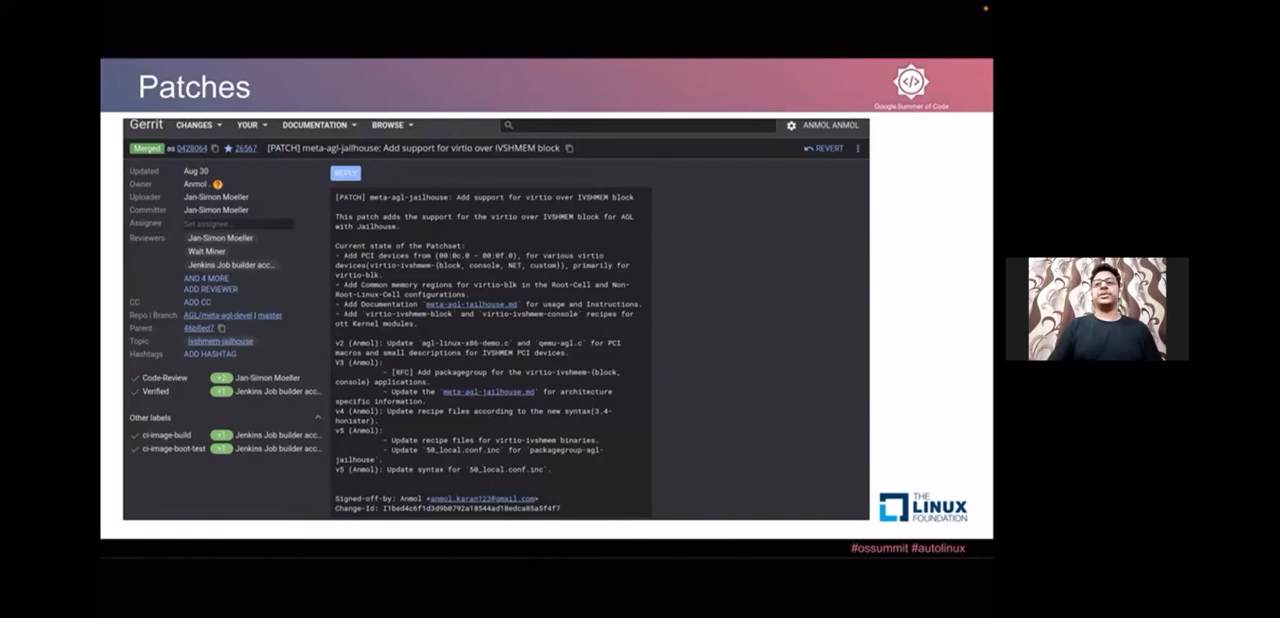 Patches
Google Summer of Code
Gerrit CHANGES YOUR DOCUMENTATION BROWSE ANMOL ANMOL
Merged as 0428064 26567 [PATCH] meta-agl-jailhouse: Add support for virtio over IVSHMEM block REVERT
Updated Aug 30
Owner Anmol .
Uploader Jan-Simon Moeller
Committer Jan-Simon Moeller
Assignee Set assignee...
Reviewers Jan-Simon Moeller
Walt Miner
Jenkins Job builder acc...
AND 4 MORE
ADD REVIEWER
CC ADD CC
Repo | Branch AGL/meta-agl-devel | master
Parent 46b8ed7
Topic ivshmem-jailhouse
Hashtags ADD HASHTAG
Code-Review +2 Jan-Simon Moeller
Verified +1 Jenkins Job builder acc...
Other labels
ci-image-build +1 Jenkins Job builder acc...
ci-image-boot-test +1 Jenkins Job builder acc...
REPLY
[PATCH] meta-agl-jailhouse: Add support for virtio over IVSHMEM block
This patch adds the support for the virtio over IVSHMEM block for AGL
with Jailhouse.
Current state of the Patchset:
- Add PCI devices from (00:0c.0 - 00:0f.0), for various virtio
devices(virtio-ivshmem-{block, console, NET, custom}), primarily for
virtio-blk.
- Add Common memory regions for virtio-blk in the Root-Cell and Non-
Root-Linux-Cell configurations.
- Add Documentation `meta-agl-jailhouse.md` for usage and Instructions.
- Add `virtio-ivshmem-block` and `virtio-ivshmem-console` recipes for
ott Kernel modules.
v2 (Anmol): Update `agl-linux-x86-demo.c` and `qemu-agl.c` for PCI
macros and small descriptions for IVSHMEM PCI devices.
V3 (Anmol):
- [RFC] Add packagegroup for the virtio-ivshmem-{block,
console} applications.
- Update the `meta-agl-jailhouse.md` for architecture
specific information.
v4 (Anmol): Update recipe files according to the new syntax(3.4-
honister).
v5 (Anmol):
- Update recipe files for virtio-ivshmem binaries.
- Update `50_local.conf.inc` for `packagegroup-agl-
jailhouse`.
v5 (Anmol): Update syntax for `50_local.conf.inc`.
Signed-off-by: Anmol <anmol.karan123@gmail.com>
Change-Id: I1bed4c6f1d3d9b0792a18544ad18edca85a5f4f7
THE
LINUX
FOUNDATION
#ossummit #autolinux